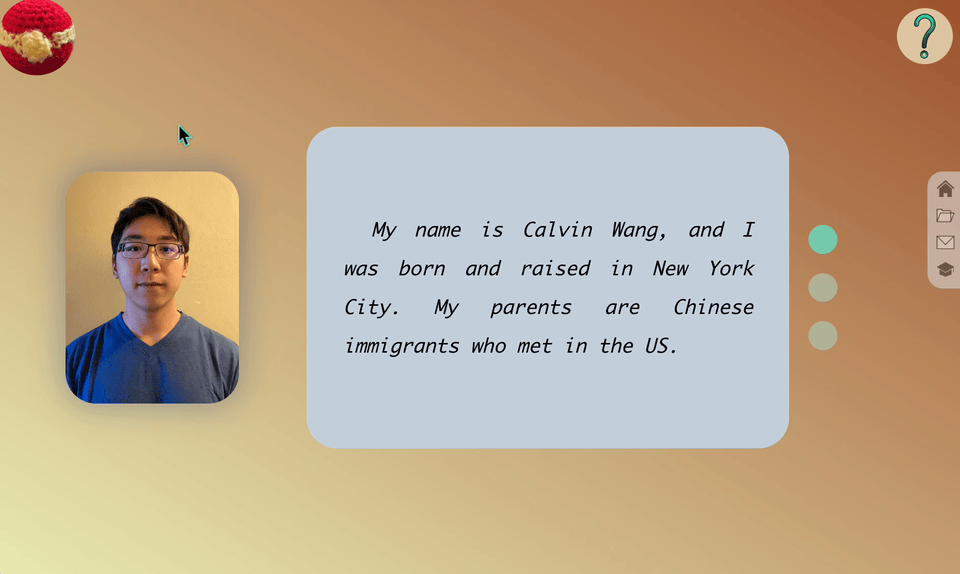 My name is Calvin Wang, and I
was born and raised in New York
City. My parents are Chinese
immigrants who met in the US.